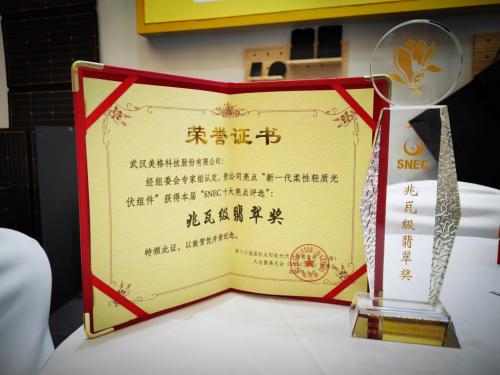 荣誉证书
武汉美格科技股份有限公司：
经组委会专家组认定，贵公司亮点“新一代柔性轻质光
伏组件”获得本届“SNEC十大亮点评选”：
兆瓦级翡翠奖
特颁此证，以致贺忱并资纪念。
SNEC
兆瓦级翡翠奖